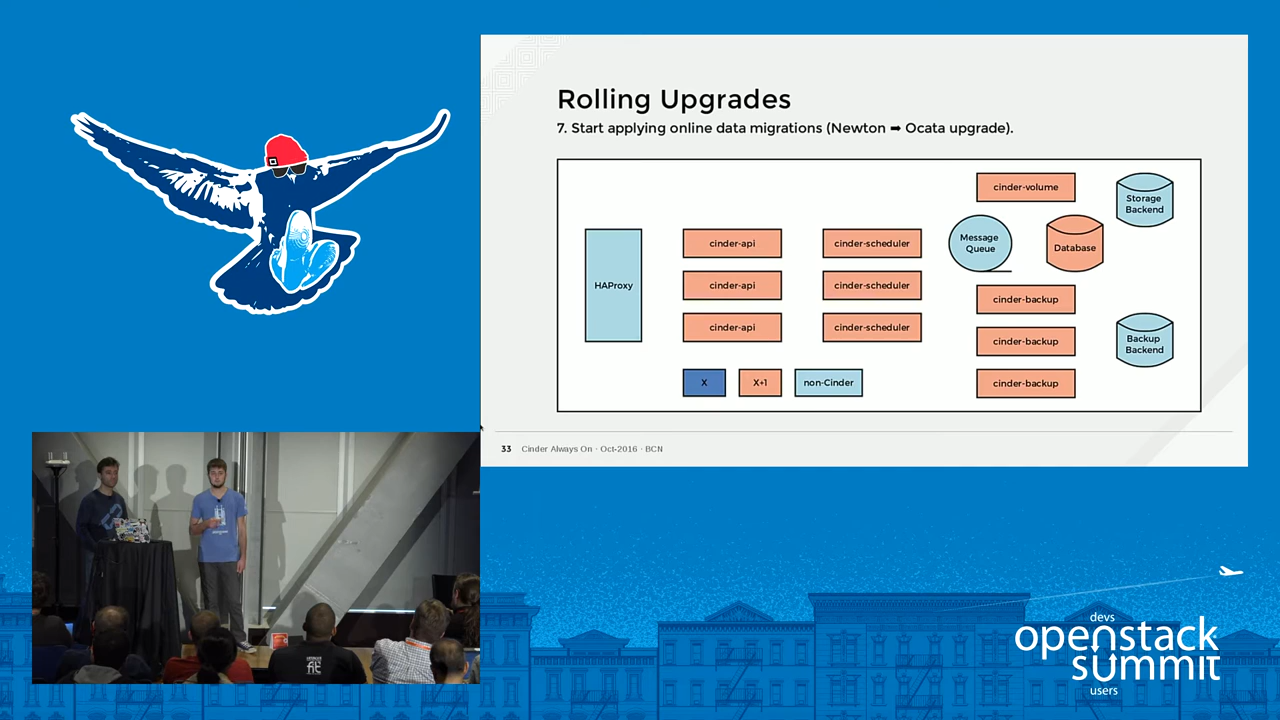 Rolling Upgrades
7. Start applying online data migrations (Newton ➡ Ocata upgrade).
cinder-volume
Storage
Backend
Message
Queue
Database
HAProxy
cinder-api
cinder-scheduler
cinder-api
cinder-scheduler
cinder-backup
cinder-api
cinder-scheduler
cinder-backup
Backup
Backend
X
X+1
non-Cinder
cinder-backup
33 Cinder Always On · Oct-2016 · BCN
devs
openstack
summit
users